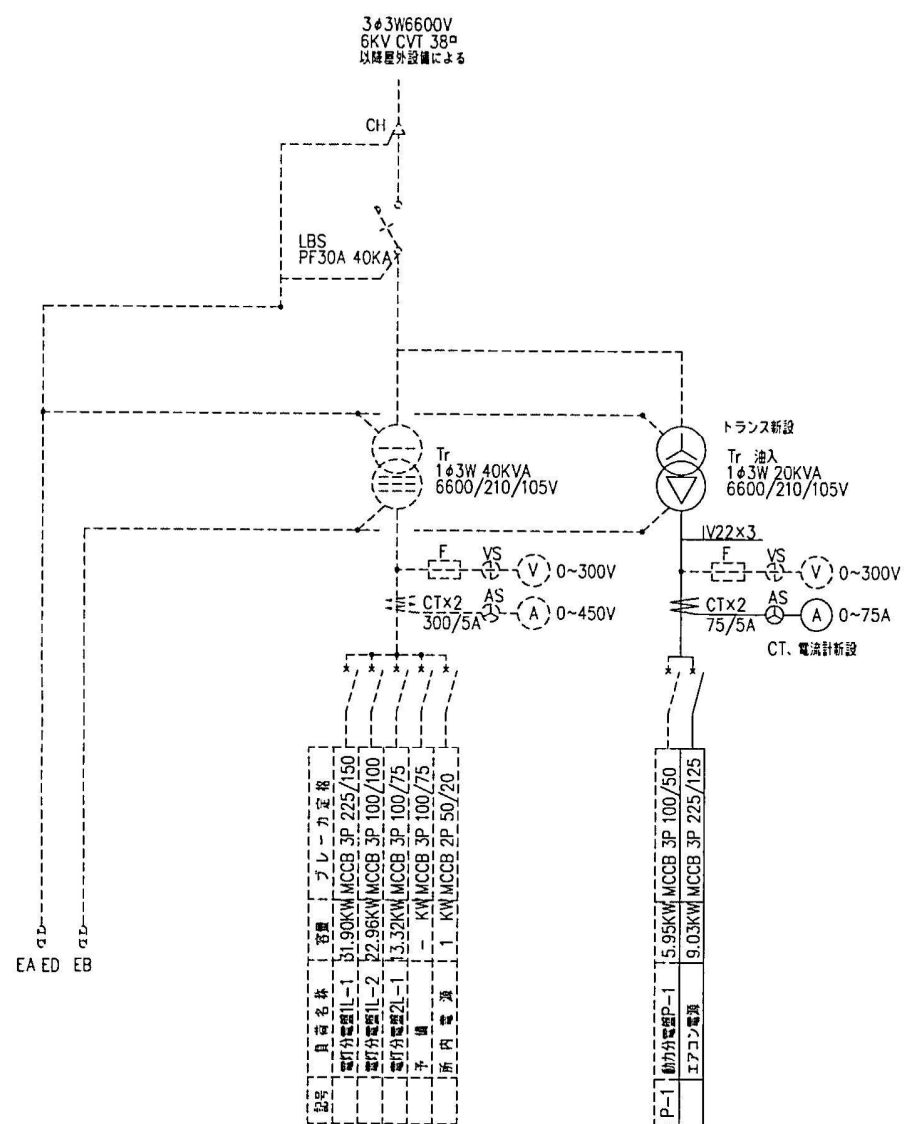 3φ3W6600V
6KV CVT 38□
以降屋外設備による
CH
LBS
PF30A 40KA
トランス新設
Tr
1φ3W 40KVA
6600/210/105V
Tr 油入
1φ3W 20KVA
6600/210/105V
IV22×3
F VS V 0~300V
CT×2 AS A 0~450V
300/5A
F VS V 0~300V
CT×2 AS A 0~75A
75/5A
CT、電流計新設
EA ED EB
記号 負荷名称 容量 ブレーカ定格
電灯分電盤1L-1 31.90KW MCCB 3P 225/150
電灯分電盤1L-2 22.96KW MCCB 3P 100/100
電灯分電盤2L-1 13.32KW MCCB 3P 100/75
予備 - KW MCCB 3P 100/75
所内電源 1 KW MCCB 2P 50/20
P-1 動力分電盤P-1 5.95KW MCCB 3P 100/50
エアコン電源 9.03KW MCCB 3P 225/125